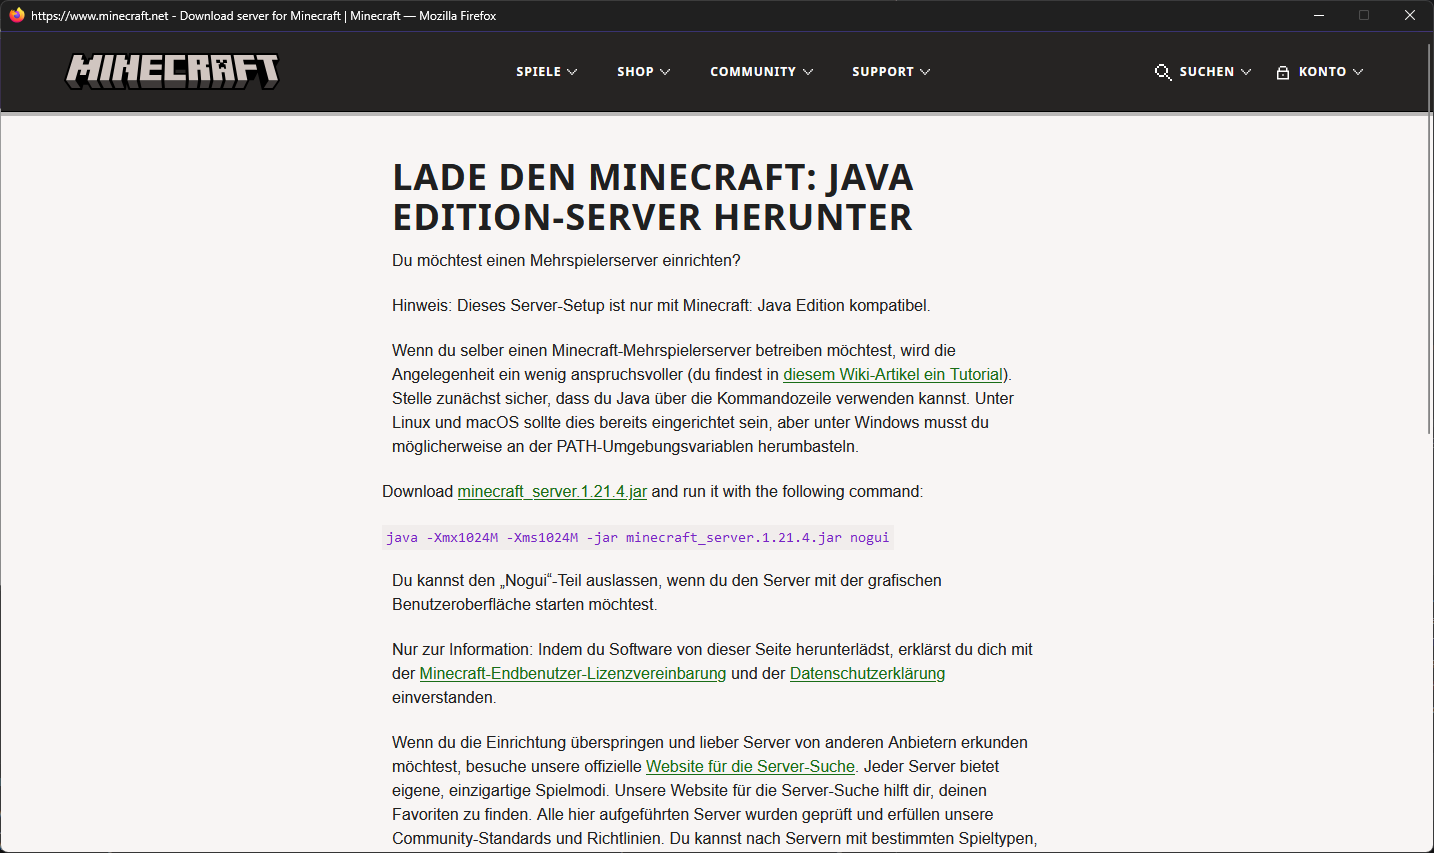 https://www.minecraft.net - Download server for Minecraft | Minecraft — Mozilla Firefox
MINECRAFT
SPIELE
SHOP
COMMUNITY
SUPPORT
SUCHEN
KONTO
LADE DEN MINECRAFT: JAVA
EDITION-SERVER HERUNTER
Du möchtest einen Mehrspielerserver einrichten?
Hinweis: Dieses Server-Setup ist nur mit Minecraft: Java Edition kompatibel.
Wenn du selber einen Minecraft-Mehrspielerserver betreiben möchtest, wird die
Angelegenheit ein wenig anspruchsvoller (du findest in diesem Wiki-Artikel ein Tutorial).
Stelle zunächst sicher, dass du Java über die Kommandozeile verwenden kannst. Unter
Linux und macOS sollte dies bereits eingerichtet sein, aber unter Windows musst du
möglicherweise an der PATH-Umgebungsvariablen herumbasteln.
Download minecraft_server.1.21.4.jar and run it with the following command:
java -Xmx1024M -Xms1024M -jar minecraft_server.1.21.4.jar nogui
Du kannst den „Nogui“-Teil auslassen, wenn du den Server mit der grafischen
Benutzeroberfläche starten möchtest.
Nur zur Information: Indem du Software von dieser Seite herunterlädst, erklärst du dich mit
der Minecraft-Endbenutzer-Lizenzvereinbarung und der Datenschutzerklärung
einverstanden.
Wenn du die Einrichtung überspringen und lieber Server von anderen Anbietern erkunden
möchtest, besuche unsere offizielle Website für die Server-Suche. Jeder Server bietet
eigene, einzigartige Spielmodi. Unsere Website für die Server-Suche hilft dir, deinen
Favoriten zu finden. Alle hier aufgeführten Server wurden geprüft und erfüllen unsere
Community-Standards und Richtlinien. Du kannst nach Servern mit bestimmten Spieltypen,